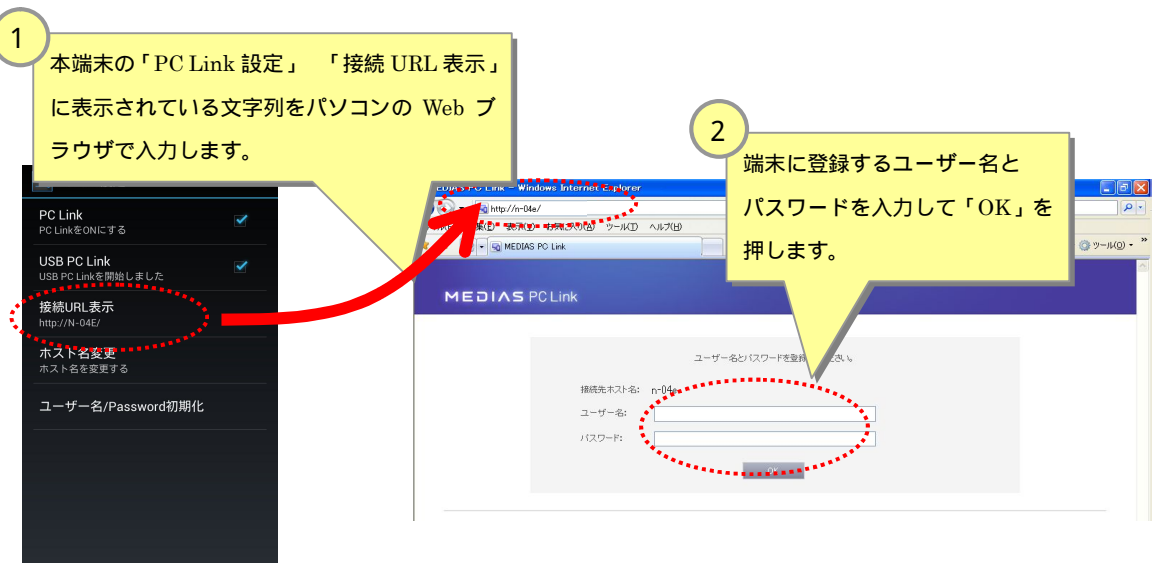 1
本端末の「PC Link 設定」 「接続 URL 表示」
に表示されている文字列をパソコンの Web ブ
ラウザで入力します。
2
端末に登録するユーザー名と
パスワードを入力して「OK」を
押します。
PC Link
PC LinkをONにする
USB PC Link
USB PC Linkを開始しました
接続URL表示
http://N-04E/
ホスト名変更
ホスト名を変更する
ユーザー名/Password初期化
MEDIAS PC Link - Windows Internet Explorer
http://n-04e/
表示(V) お気に入り(A) ツール(T) ヘルプ(H)
MEDIAS PC Link
ツール(O)
MEDIAS PC Link
ユーザー名とパスワードを登録
接続先ホスト名: n-04e
ユーザー名:
パスワード:
OK